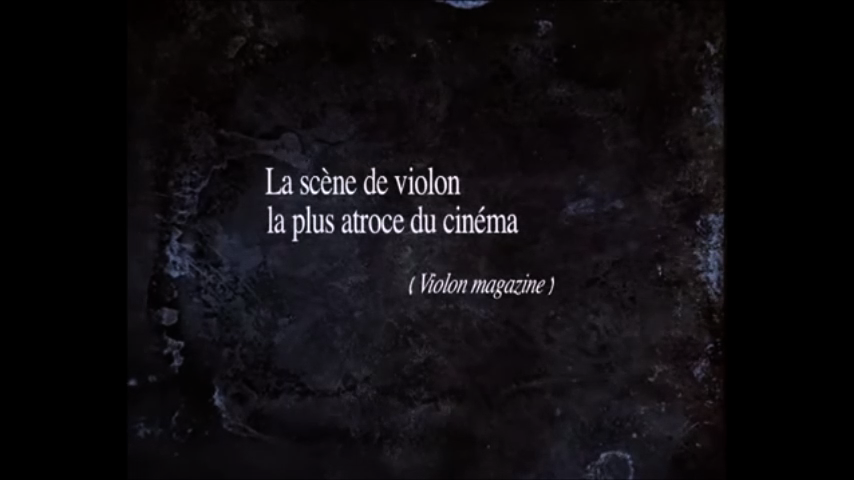 La scène de violon
la plus atroce du cinéma
( Violon magazine )